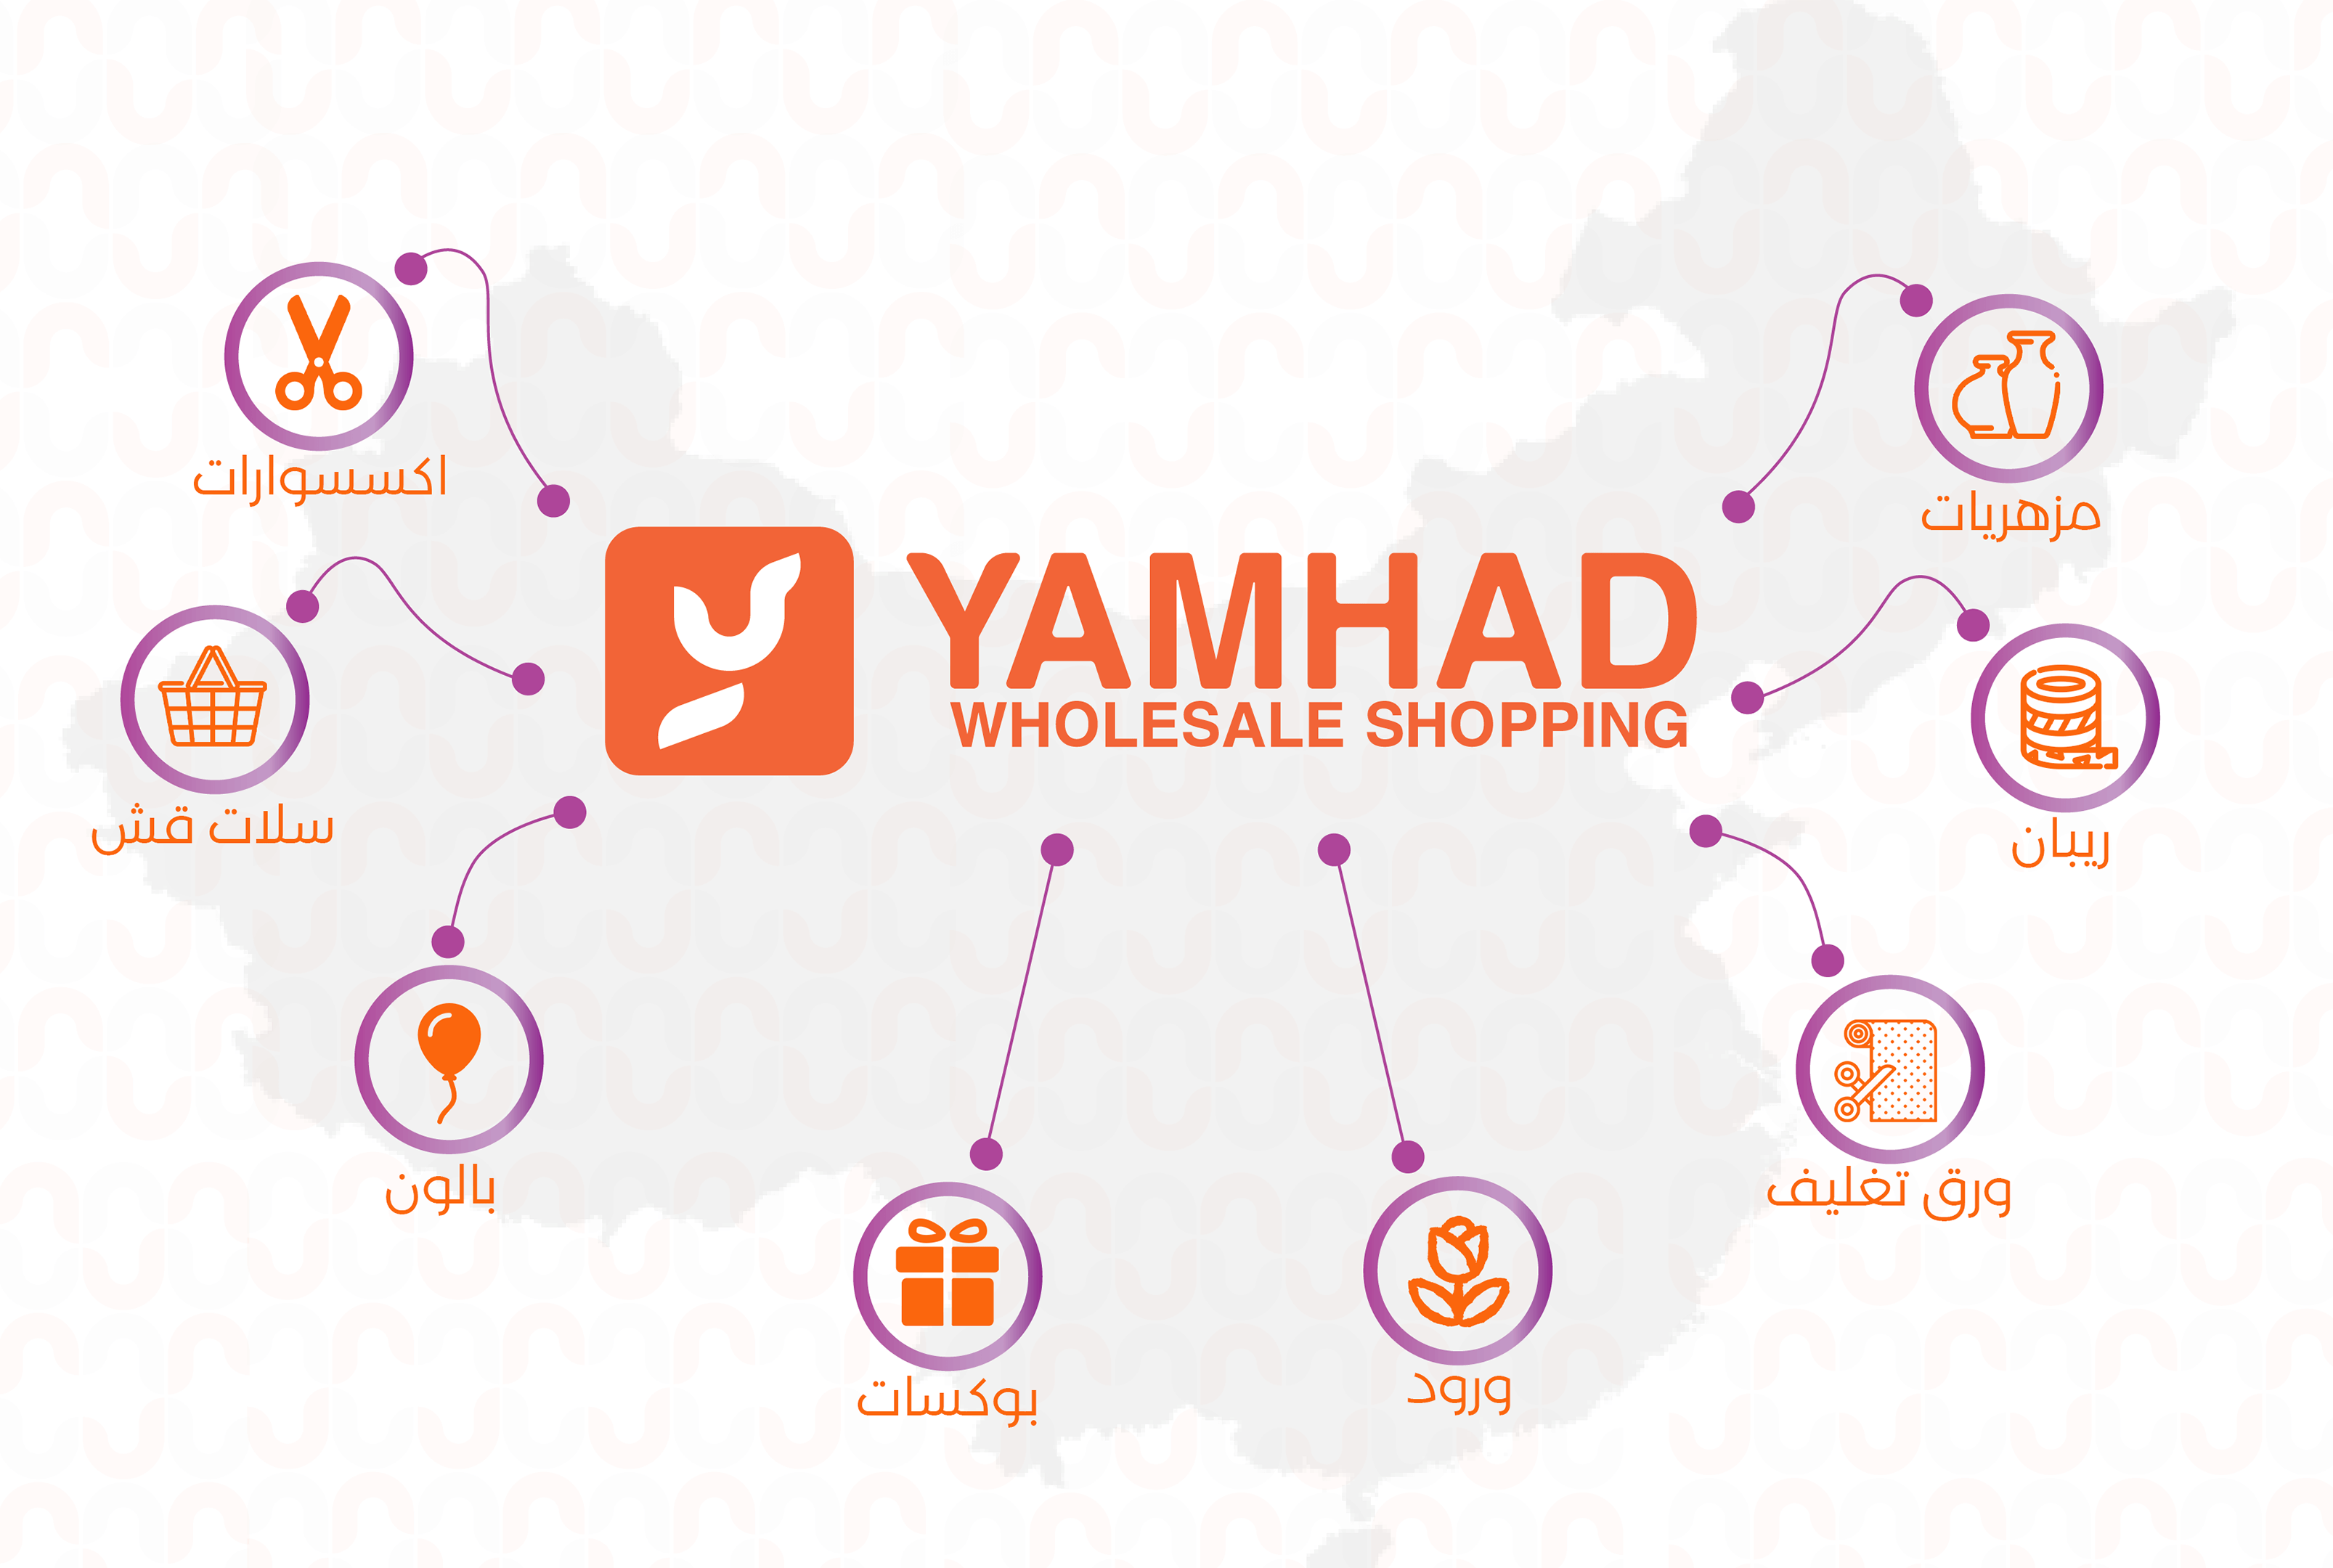 اكسسوارات
مزهريات
YAMHAD
WHOLESALE SHOPPING
سلات قش
ريبان
بالون
ورق تغليف
بوكسات
ورود